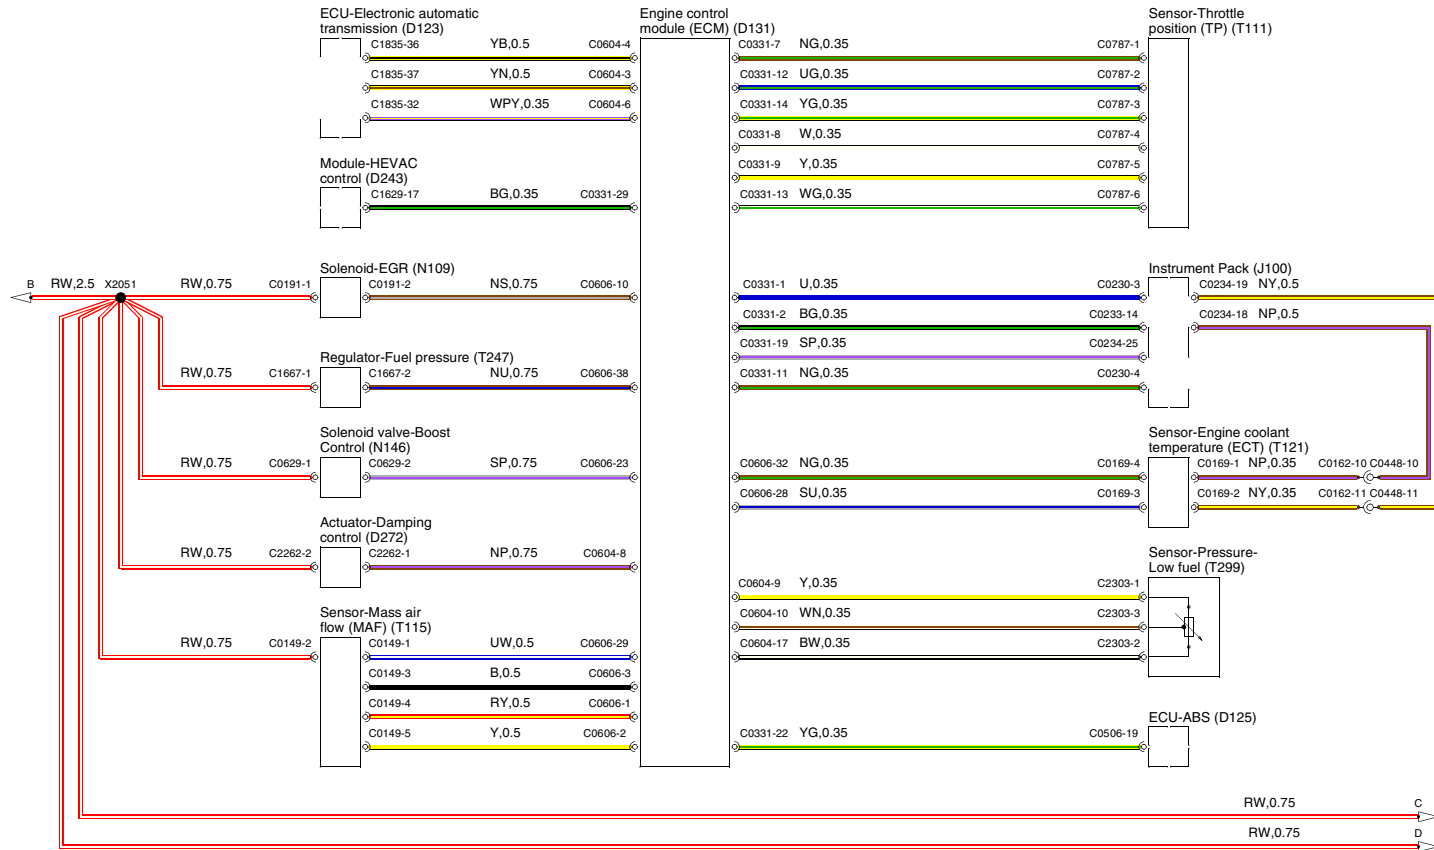 ECU-Electronic automatic
transmission (D123)
C1835-36 YB,0.5 C0604-4
C1835-37 YN,0.5 C0604-3
C1835-32 WPY,0.35 C0604-6
Module-HEVAC
control (D243)
C1629-17 BG,0.35 C0331-29
B RW,2.5 X2051 RW,0.75 C0191-1
Solenoid-EGR (N109)
C0191-2 NS,0.75 C0606-10
Regulator-Fuel pressure (T247)
RW,0.75 C1667-1 C1667-2 NU,0.75 C0606-38
Solenoid valve-Boost
Control (N146)
RW,0.75 C0629-1 C0629-2 SP,0.75 C0606-23
Actuator-Damping
control (D272)
RW,0.75 C2262-2 C2262-1 NP,0.75 C0604-8
Sensor-Mass air
flow (MAF) (T115)
RW,0.75 C0149-2 C0149-1 UW,0.5 C0606-29
C0149-3 B,0.5 C0606-3
C0149-4 RY,0.5 C0606-1
C0149-5 Y,0.5 C0606-2
Engine control
module (ECM) (D131)
Sensor-Throttle
position (TP) (T111)
C0331-7 NG,0.35 C0787-1
C0331-12 UG,0.35 C0787-2
C0331-14 YG,0.35 C0787-3
C0331-8 W,0.35 C0787-4
C0331-9 Y,0.35 C0787-5
C0331-13 WG,0.35 C0787-6
Instrument Pack (J100)
C0331-1 U,0.35 C0230-3 C0234-19 NY,0.5
C0331-2 BG,0.35 C0233-14 C0234-18 NP,0.5
C0331-19 SP,0.35 C0234-25
C0331-11 NG,0.35 C0230-4
Sensor-Engine coolant
temperature (ECT) (T121)
C0606-32 NG,0.35 C0169-4 C0169-1 NP,0.35 C0162-10 C0448-10
C0606-28 SU,0.35 C0169-3 C0169-2 NY,0.35 C0162-11 C0448-11
Sensor-Pressure-
Low fuel (T299)
C0604-9 Y,0.35 C2303-1
C0604-10 WN,0.35 C2303-3
C0604-17 BW,0.35 C2303-2
ECU-ABS (D125)
C0331-22 YG,0.35 C0506-19
RW,0.75 C
RW,0.75 D